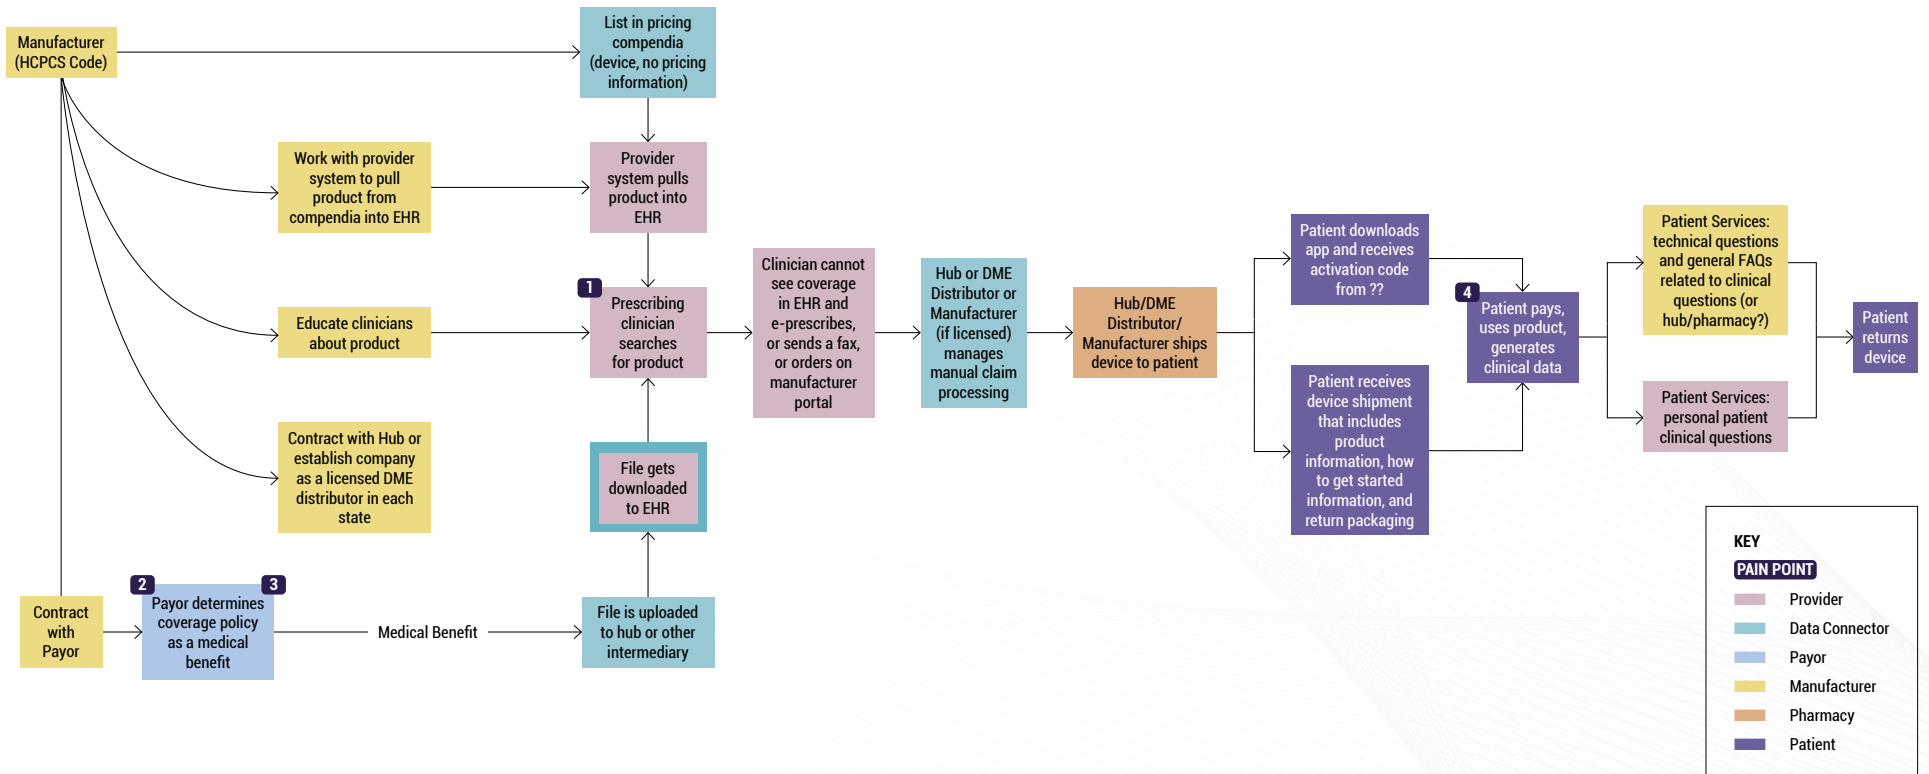 Manufacturer
(HCPCS Code)
List in pricing
compendia
(device, no pricing
information)
Work with provider
system to pull
product from
compendia into EHR
Provider
system pulls
product into
EHR
Educate clinicians
about product
1
Prescribing
clinician
searches
for product
Clinician cannot
see coverage
in EHR and
e-prescribes,
or sends a fax,
or orders on
manufacturer
portal
Hub or DME
Distributor or
Manufacturer
(if licensed)
manages
manual claim
processing
Hub/DME
Distributor/
Manufacturer ships
device to patient
Patient downloads
app and receives
activation code
from ??
Patient receives
device shipment
that includes
product
information, how
to get started
information, and
return packaging
4
Patient pays,
uses product,
generates
clinical data
Patient Services:
technical questions
and general FAQs
related to clinical
questions (or
hub/pharmacy?)
Patient Services:
personal patient
clinical questions
Patient
returns
device
Contract with Hub or
establish company
as a licensed DME
distributor in each
state
File gets
downloaded
to EHR
Contract
with
Payor
2
3
Payor determines
coverage policy
as a medical
benefit
Medical Benefit
File is uploaded
to hub or other
intermediary
KEY
PAIN POINT
Provider
Data Connector
Payor
Manufacturer
Pharmacy
Patient